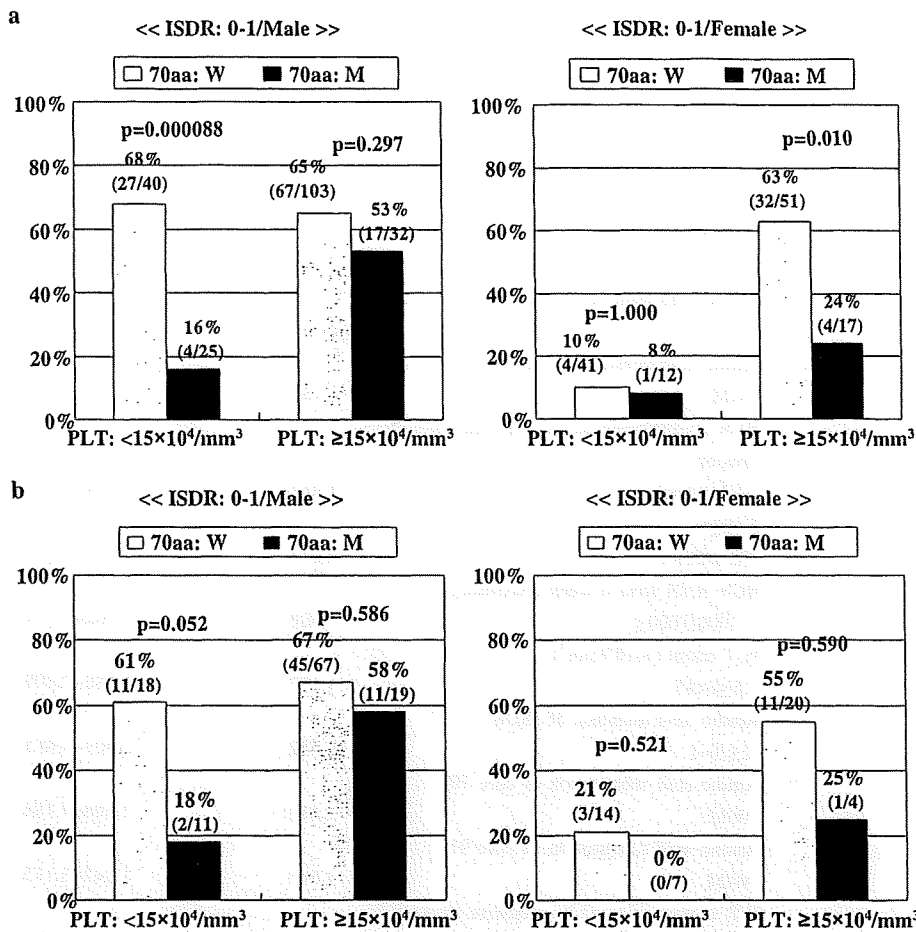 a
<< ISDR: 0-1/Male >>
70aa: W 70aa: M
100%
80%
60%
40%
20%
0%
p=0.000088
68%
(27/40)
16%
(4/25)
p=0.297
65%
(67/103)
53%
(17/32)
PLT: <15×10⁴/mm³ PLT: ≥15×10⁴/mm³
<< ISDR: 0-1/Female >>
70aa: W 70aa: M
100%
80%
60%
40%
20%
0%
p=1.000
10%
(4/41)
8%
(1/12)
p=0.010
63%
(32/51)
24%
(4/17)
PLT: <15×10⁴/mm³ PLT: ≥15×10⁴/mm³
b
<< ISDR: 0-1/Male >>
70aa: W 70aa: M
100%
80%
60%
40%
20%
0%
p=0.052
61%
(11/18)
18%
(2/11)
p=0.586
67%
(45/67)
58%
(11/19)
PLT: <15×10⁴/mm³ PLT: ≥15×10⁴/mm³
<< ISDR: 0-1/Female >>
70aa: W 70aa: M
100%
80%
60%
40%
20%
0%
p=0.521
21%
(3/14)
0%
(0/7)
p=0.590
55%
(11/20)
25%
(1/4)
PLT: <15×10⁴/mm³ PLT: ≥15×10⁴/mm³